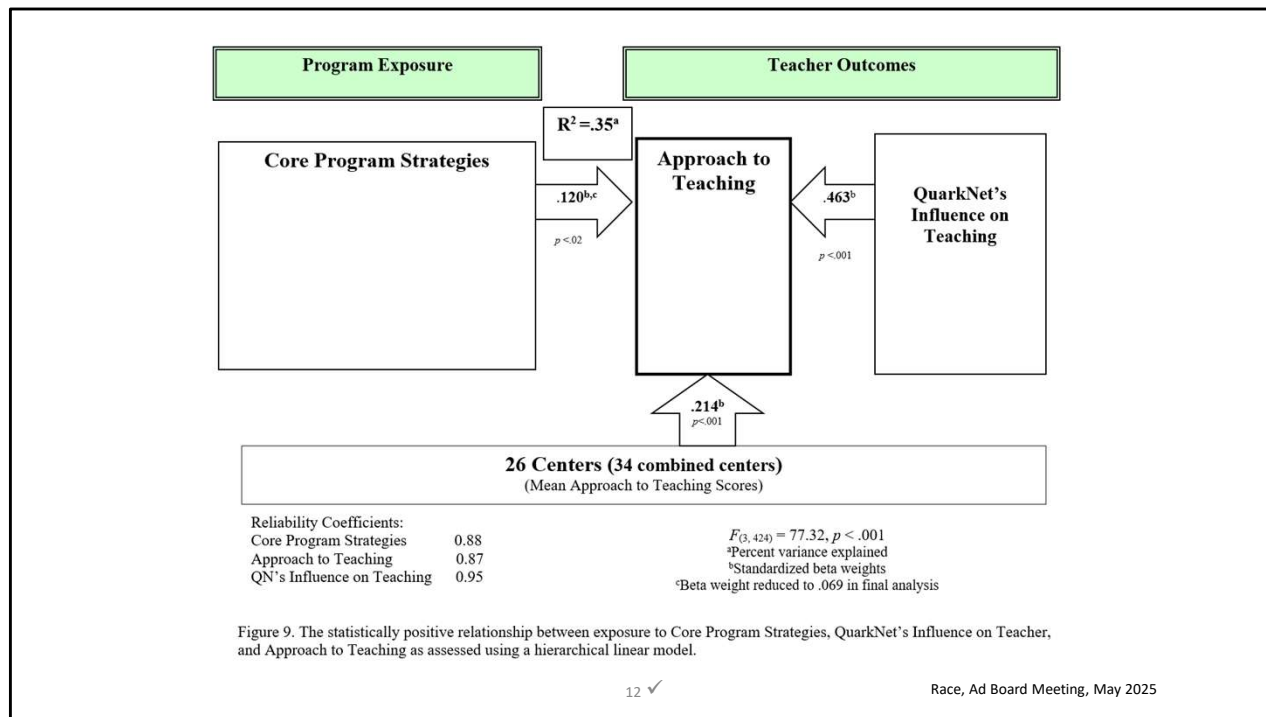 Program Exposure
Teacher Outcomes
R² =.35ᵃ
Core Program Strategies
Approach to
Teaching
QuarkNet’s
Influence on
Teaching
.120ᵇ,ᶜ
p <.02
.463ᵇ
p <.001
.214ᵇ
p<.001
26 Centers (34 combined centers)
(Mean Approach to Teaching Scores)
Reliability Coefficients:
Core Program Strategies 0.88
Approach to Teaching 0.87
QN’s Influence on Teaching 0.95
F(3, 424) = 77.32, p < .001
ᵃPercent variance explained
ᵇStandardized beta weights
ᶜBeta weight reduced to .069 in final analysis
Figure 9. The statistically positive relationship between exposure to Core Program Strategies, QuarkNet’s Influence on Teacher,
and Approach to Teaching as assessed using a hierarchical linear model.
12 ✓
Race, Ad Board Meeting, May 2025